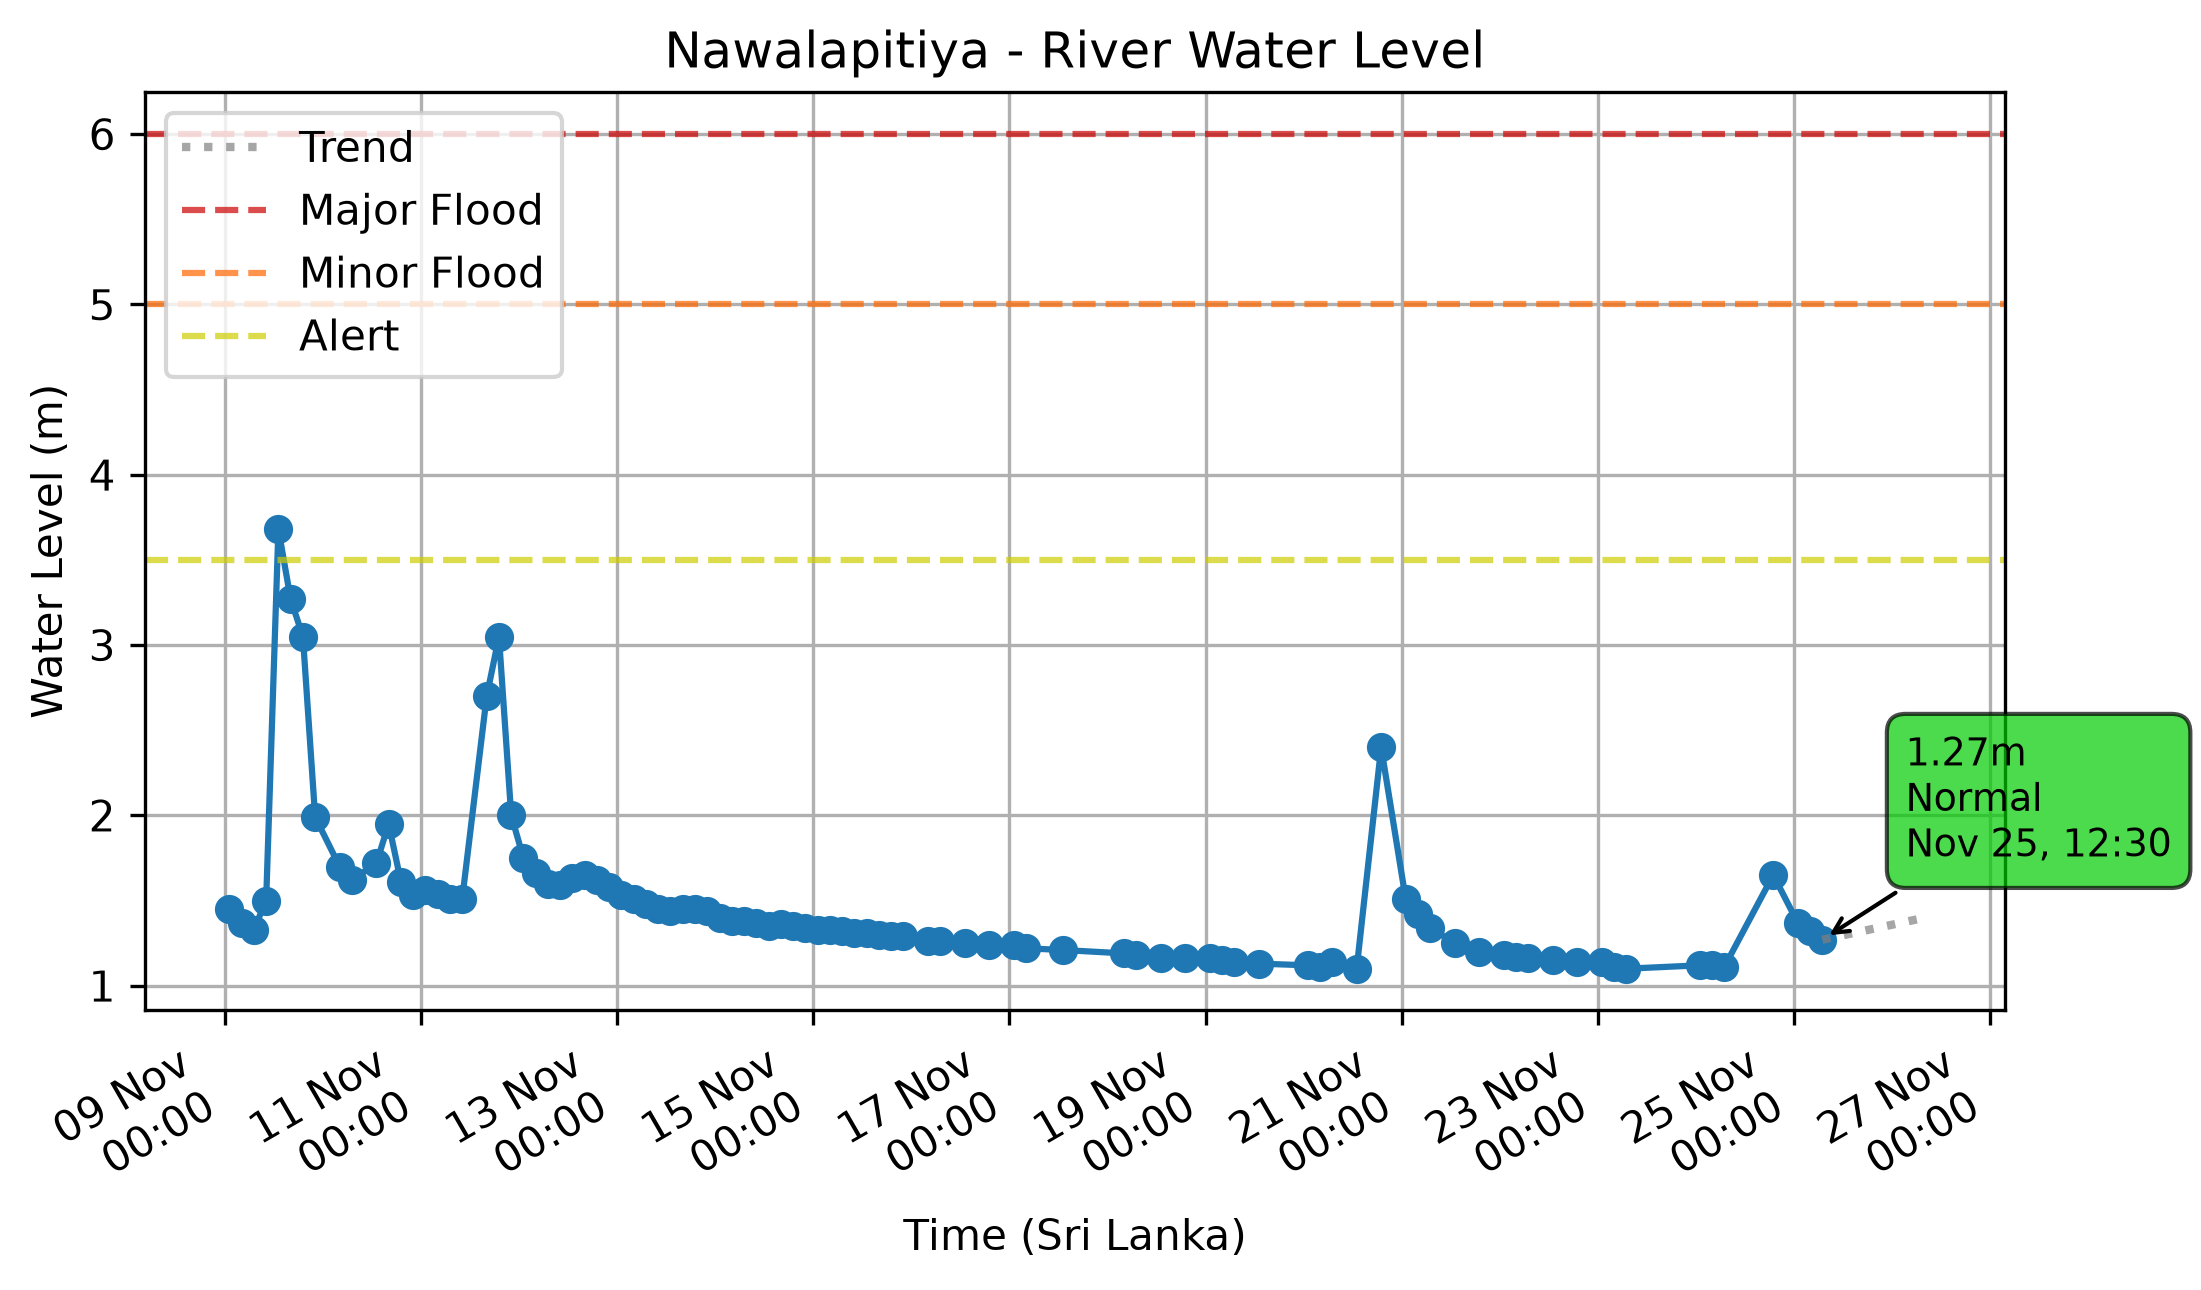 Nawalapitiya - River Water Level
Trend
Major Flood
Minor Flood
Alert
6
5
4
3
2
1
Water Level (m)
1.27m
Normal
Nov 25, 12:30
09 Nov
00:00
11 Nov
00:00
13 Nov
00:00
15 Nov
00:00
17 Nov
00:00
19 Nov
00:00
21 Nov
00:00
23 Nov
00:00
25 Nov
00:00
27 Nov
00:00
Time (Sri Lanka)